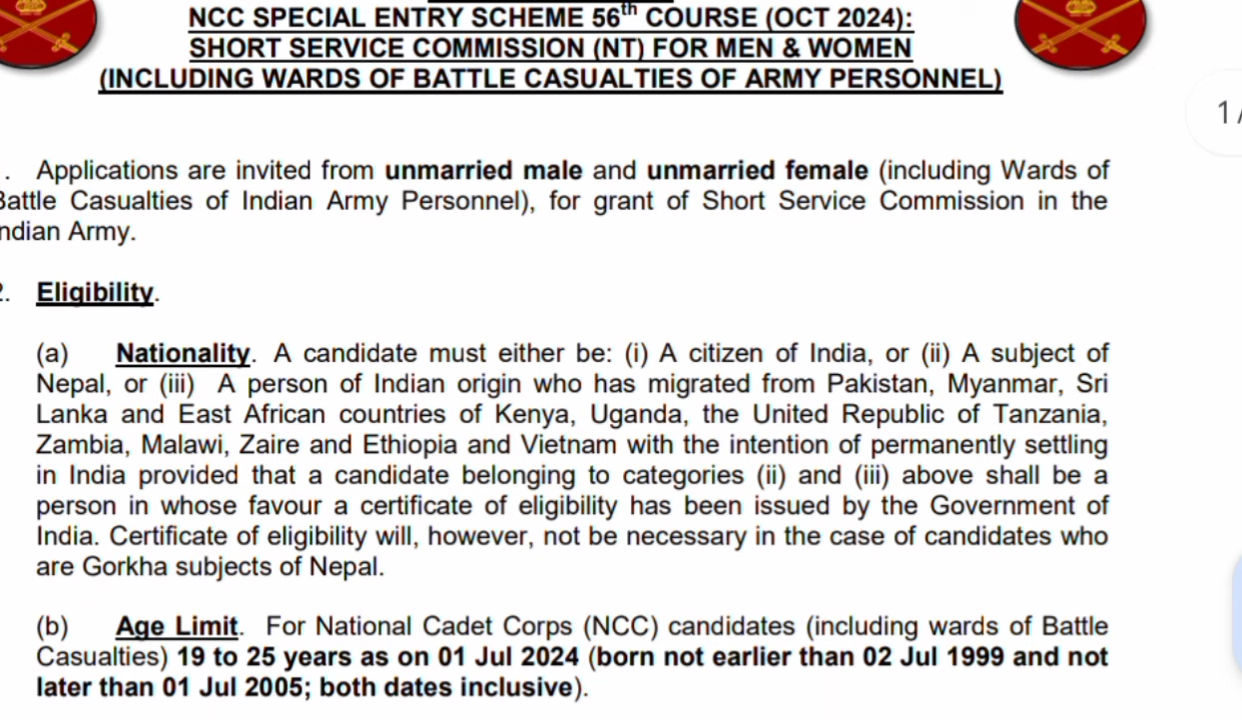 NCC SPECIAL ENTRY SCHEME 56th COURSE (OCT 2024):
SHORT SERVICE COMMISSION (NT) FOR MEN & WOMEN
(INCLUDING WARDS OF BATTLE CASUALTIES OF ARMY PERSONNEL)
1/
. Applications are invited from unmarried male and unmarried female (including Wards of
Battle Casualties of Indian Army Personnel), for grant of Short Service Commission in the
ndian Army.
2. Eligibility.
(a) Nationality. A candidate must either be: (i) A citizen of India, or (ii) A subject of
Nepal, or (iii) A person of Indian origin who has migrated from Pakistan, Myanmar, Sri
Lanka and East African countries of Kenya, Uganda, the United Republic of Tanzania,
Zambia, Malawi, Zaire and Ethiopia and Vietnam with the intention of permanently settling
in India provided that a candidate belonging to categories (ii) and (iii) above shall be a
person in whose favour a certificate of eligibility has been issued by the Government of
India. Certificate of eligibility will, however, not be necessary in the case of candidates who
are Gorkha subjects of Nepal.
(b) Age Limit. For National Cadet Corps (NCC) candidates (including wards of Battle
Casualties) 19 to 25 years as on 01 Jul 2024 (born not earlier than 02 Jul 1999 and not
later than 01 Jul 2005; both dates inclusive).